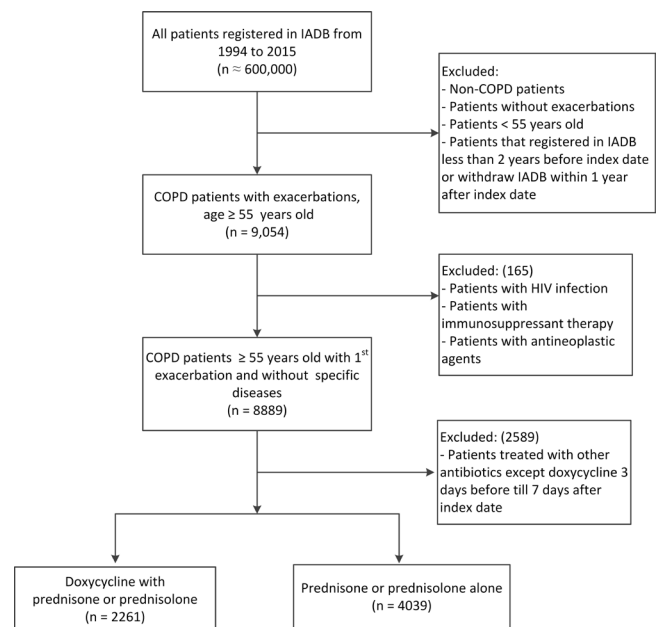 All patients registered in IADB from
1994 to 2015
(n ≈ 600,000)
Excluded:
- Non-COPD patients
- Patients without exacerbations
- Patients < 55 years old
- Patients that registered in IADB
less than 2 years before index date
or withdraw IADB within 1 year
after index date
COPD patients with exacerbations,
age ≥ 55 years old
(n = 9,054)
Excluded: (165)
- Patients with HIV infection
- Patients with
immunosuppressant therapy
- Patients with antineoplastic
agents
COPD patients ≥ 55 years old with 1st
exacerbation and without specific
diseases
(n = 8889)
Excluded: (2589)
- Patients treated with other
antibiotics except doxycycline 3
days before till 7 days after
index date
Doxycycline with
prednisone or prednisolone
(n = 2261)
Prednisone or prednisolone alone
(n = 4039)